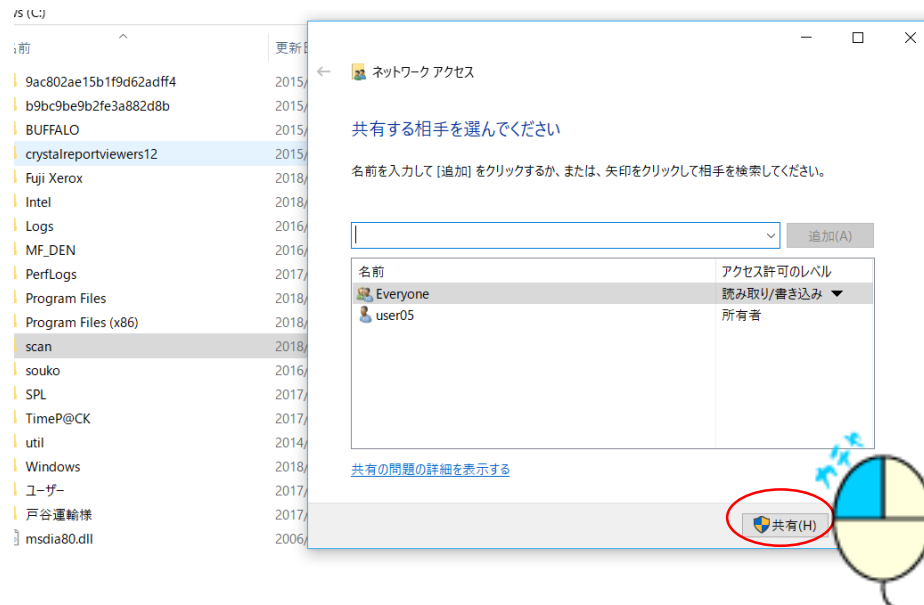 vs (C:)
名前
更新日
9ac802ae15b1f9d62adff4 2015/
b9bc9be9b2fe3a882d8b 2015/
BUFFALO 2015/
crystalreportviewers12 2015/
Fuji Xerox 2018/
Intel 2018/
Logs 2016/
MF_DEN 2016/
PerfLogs 2017/
Program Files 2018/
Program Files (x86) 2018/
scan 2018/
souko 2016/
SPL 2017/
TimeP@CK 2017/
util 2014/
Windows 2018/
ユーザー 2017/
戸谷運輸様 2017/
msdia80.dll 2006/
ネットワーク アクセス
共有する相手を選んでください
名前を入力して [追加] をクリックするか、または、矢印をクリックして相手を検索してください。
追加(A)
名前 アクセス許可のレベル
Everyone 読み取り/書き込み
user05 所有者
共有の問題の詳細を表示する
共有(H)
カチャ